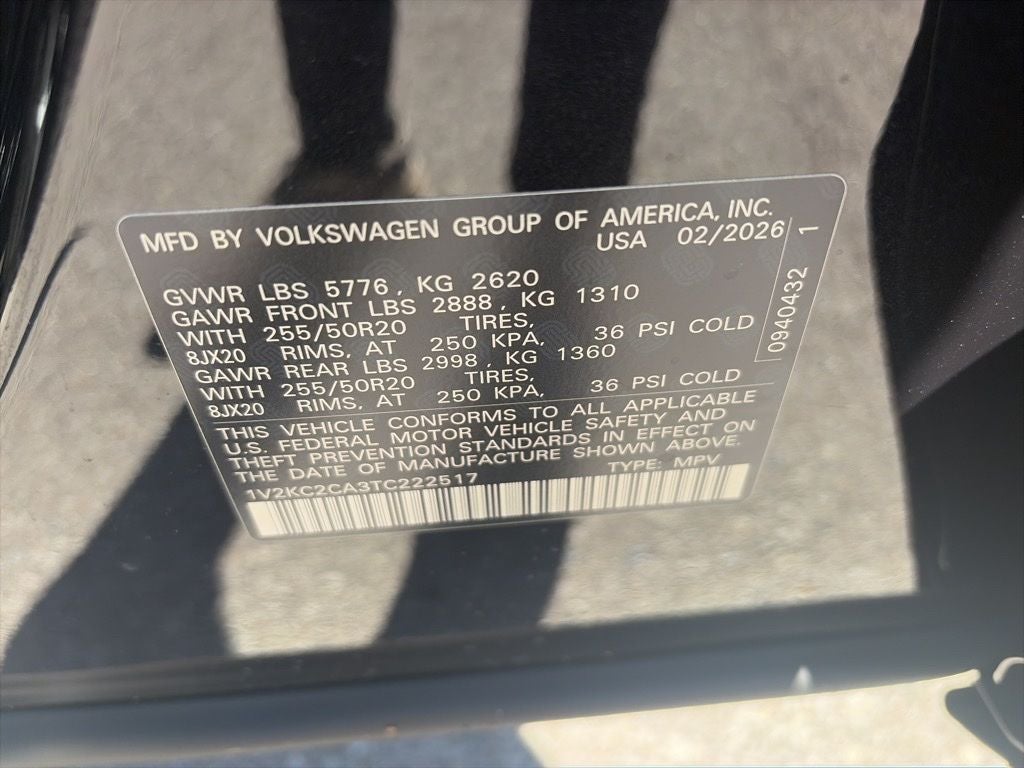 MFD BY VOLKSWAGEN GROUP OF AMERICA, INC.
USA 02/2026
GVWR LBS 5776, KG 2620
GAWR FRONT LBS 2888, KG 1310
WITH 255/50R20 TIRES,
8JX20 RIMS, AT 250 KPA, 36 PSI COLD
GAWR REAR LBS 2998, KG 1360
WITH 255/50R20 TIRES,
8JX20 RIMS, AT 250 KPA, 36 PSI COLD
THIS VEHICLE CONFORMS TO ALL APPLICABLE
U.S. FEDERAL MOTOR VEHICLE SAFETY AND
THEFT PREVENTION STANDARDS IN EFFECT ON
THE DATE OF MANUFACTURE SHOWN ABOVE.
1V2KC2CA3TC222517 TYPE: MPV
0940432 1